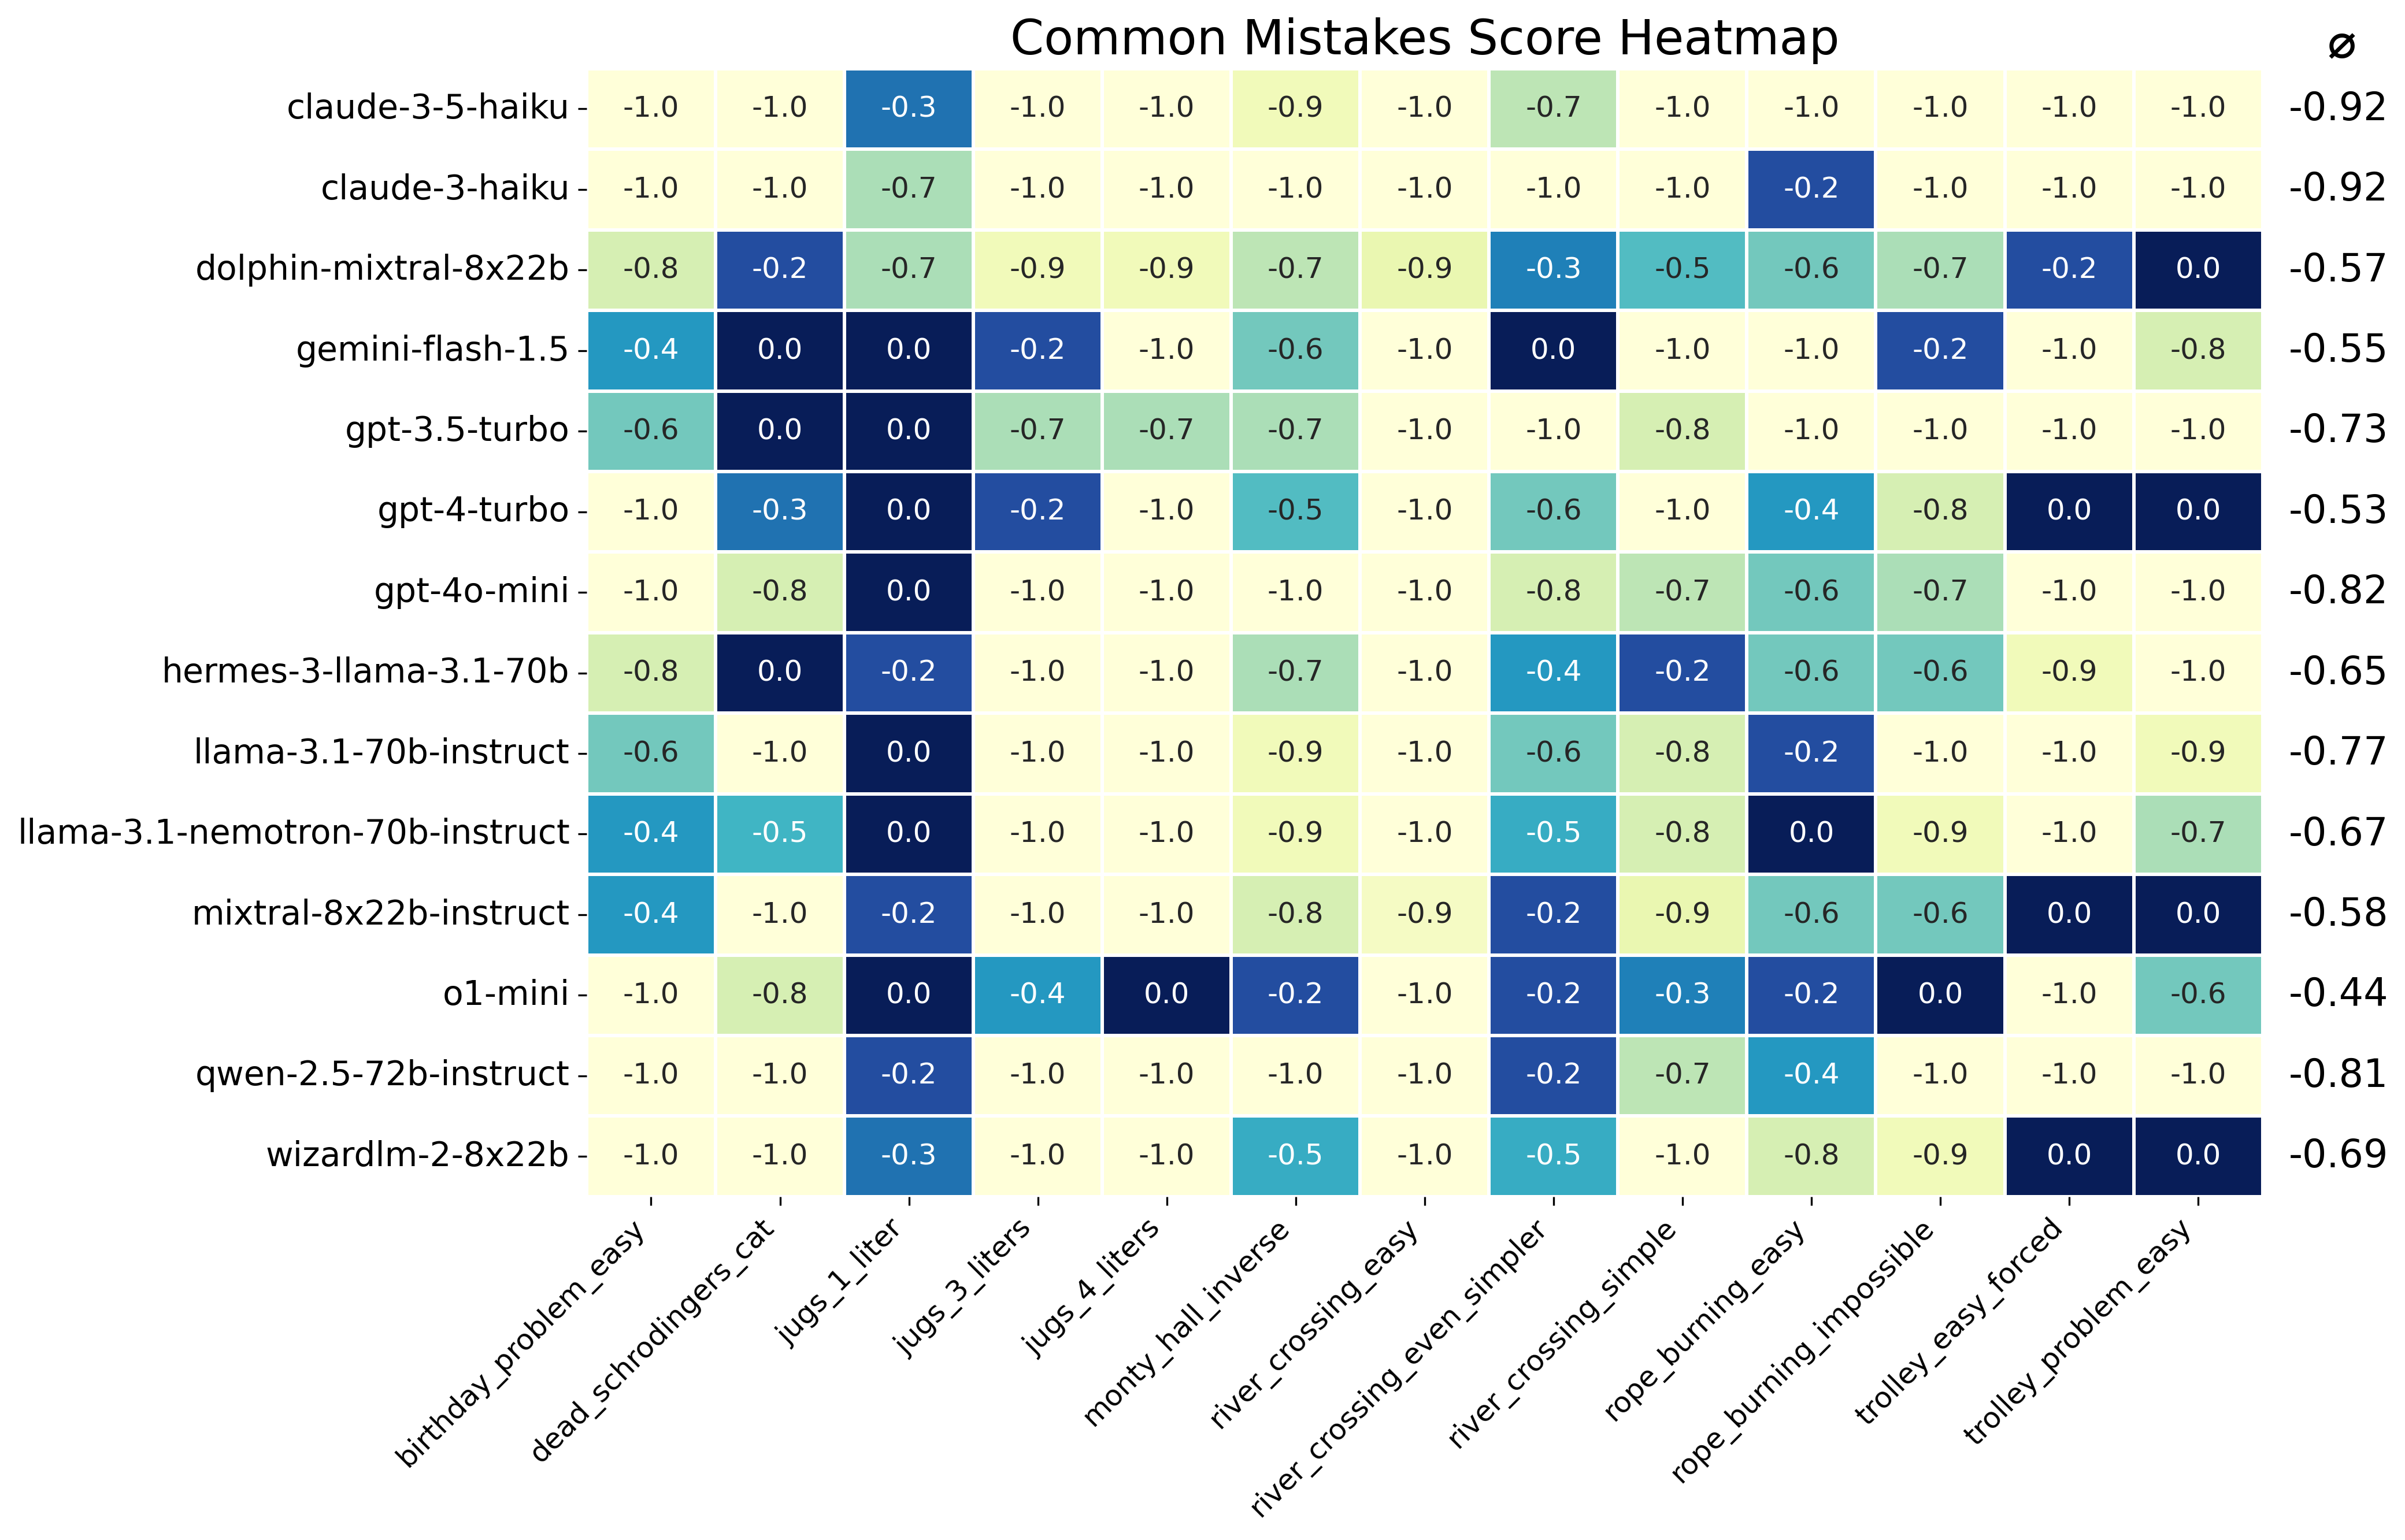 Common Mistakes Score Heatmap ⌀
claude-3-5-haiku -1.0 -1.0 -0.3 -1.0 -1.0 -0.9 -1.0 -0.7 -1.0 -1.0 -1.0 -1.0 -1.0 -0.92
claude-3-haiku -1.0 -1.0 -0.7 -1.0 -1.0 -1.0 -1.0 -1.0 -1.0 -0.2 -1.0 -1.0 -1.0 -0.92
dolphin-mixtral-8x22b -0.8 -0.2 -0.7 -0.9 -0.9 -0.7 -0.9 -0.3 -0.5 -0.6 -0.7 -0.2 0.0 -0.57
gemini-flash-1.5 -0.4 0.0 0.0 -0.2 -1.0 -0.6 -1.0 0.0 -1.0 -1.0 -0.2 -1.0 -0.8 -0.55
gpt-3.5-turbo -0.6 0.0 0.0 -0.7 -0.7 -0.7 -1.0 -1.0 -0.8 -1.0 -1.0 -1.0 -1.0 -0.73
gpt-4-turbo -1.0 -0.3 0.0 -0.2 -1.0 -0.5 -1.0 -0.6 -1.0 -0.4 -0.8 0.0 0.0 -0.53
gpt-4o-mini -1.0 -0.8 0.0 -1.0 -1.0 -1.0 -1.0 -0.8 -0.7 -0.6 -0.7 -1.0 -1.0 -0.82
hermes-3-llama-3.1-70b -0.8 0.0 -0.2 -1.0 -1.0 -0.7 -1.0 -0.4 -0.2 -0.6 -0.6 -0.9 -1.0 -0.65
llama-3.1-70b-instruct -0.6 -1.0 0.0 -1.0 -1.0 -0.9 -1.0 -0.6 -0.8 -0.2 -1.0 -1.0 -0.9 -0.77
llama-3.1-nemotron-70b-instruct -0.4 -0.5 0.0 -1.0 -1.0 -0.9 -1.0 -0.5 -0.8 0.0 -0.9 -1.0 -0.7 -0.67
mixtral-8x22b-instruct -0.4 -1.0 -0.2 -1.0 -1.0 -0.8 -0.9 -0.2 -0.9 -0.6 -0.6 0.0 0.0 -0.58
o1-mini -1.0 -0.8 0.0 -0.4 0.0 -0.2 -1.0 -0.2 -0.3 -0.2 0.0 -1.0 -0.6 -0.44
qwen-2.5-72b-instruct -1.0 -1.0 -0.2 -1.0 -1.0 -1.0 -1.0 -0.2 -0.7 -0.4 -1.0 -1.0 -1.0 -0.81
wizardlm-2-8x22b -1.0 -1.0 -0.3 -1.0 -1.0 -0.5 -1.0 -0.5 -1.0 -0.8 -0.9 0.0 0.0 -0.69
birthday_problem_easy
dead_schrodingers_cat
jugs_1_liter
jugs_3_liters
jugs_4_liters
monty_hall_inverse
river_crossing_easy
river_crossing_even_simpler
river_crossing_simple
rope_burning_easy
rope_burning_impossible
trolley_easy_forced
trolley_problem_easy